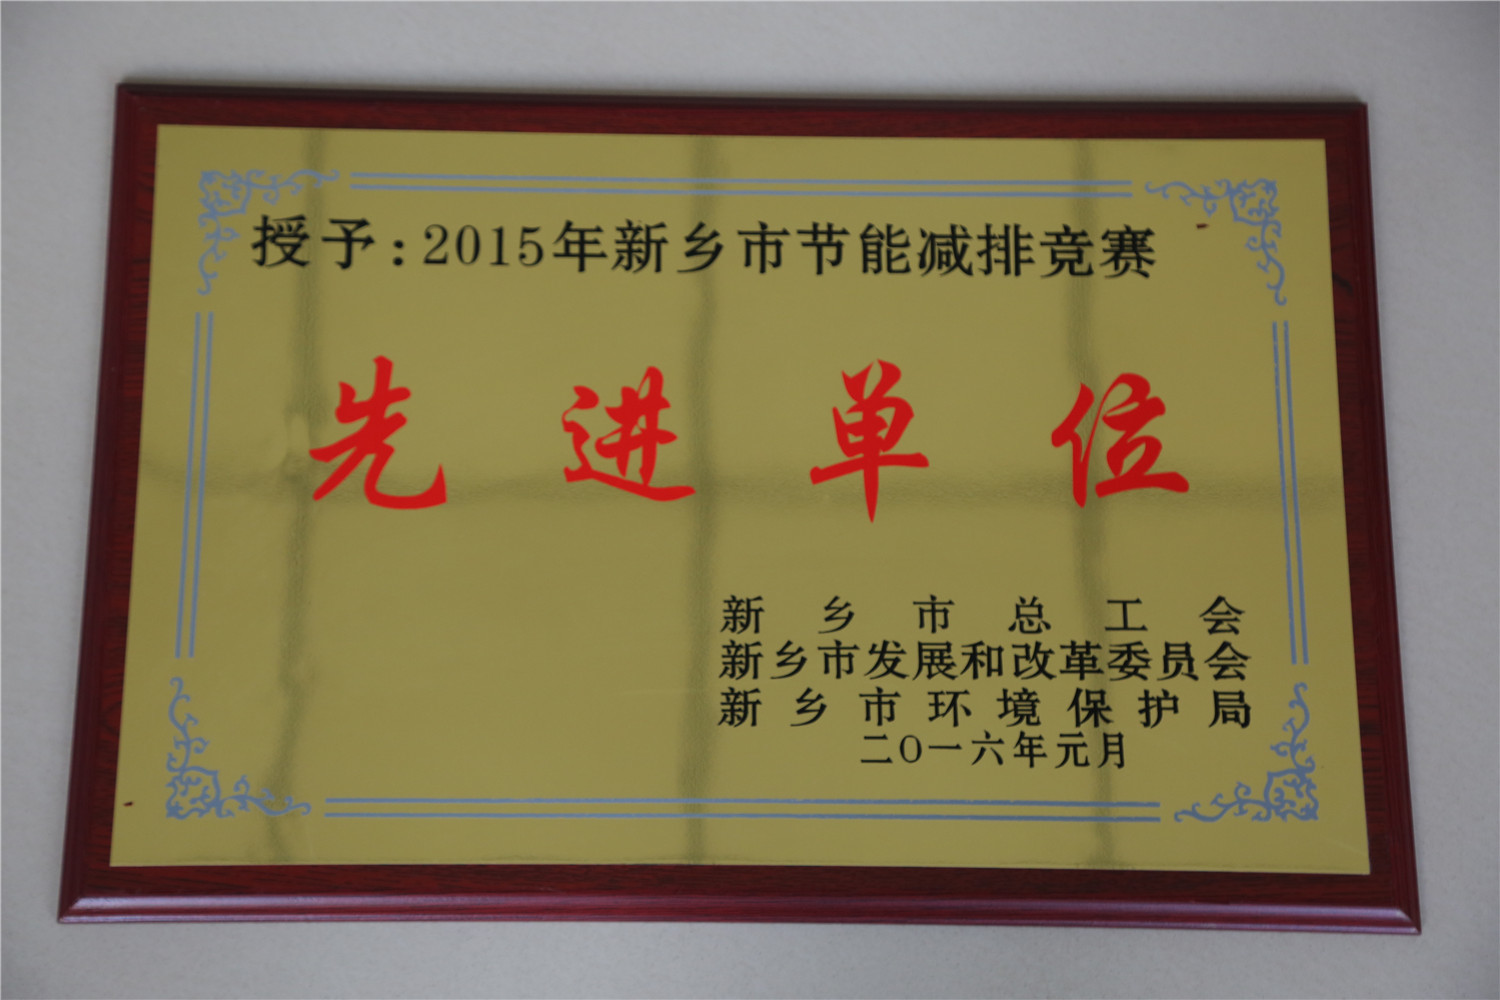 授予：2015年新乡市节能减排竞赛
先进单位
新乡市总工会
新乡市发展和改革委员会
新乡市环境保护局
二〇一六年元月